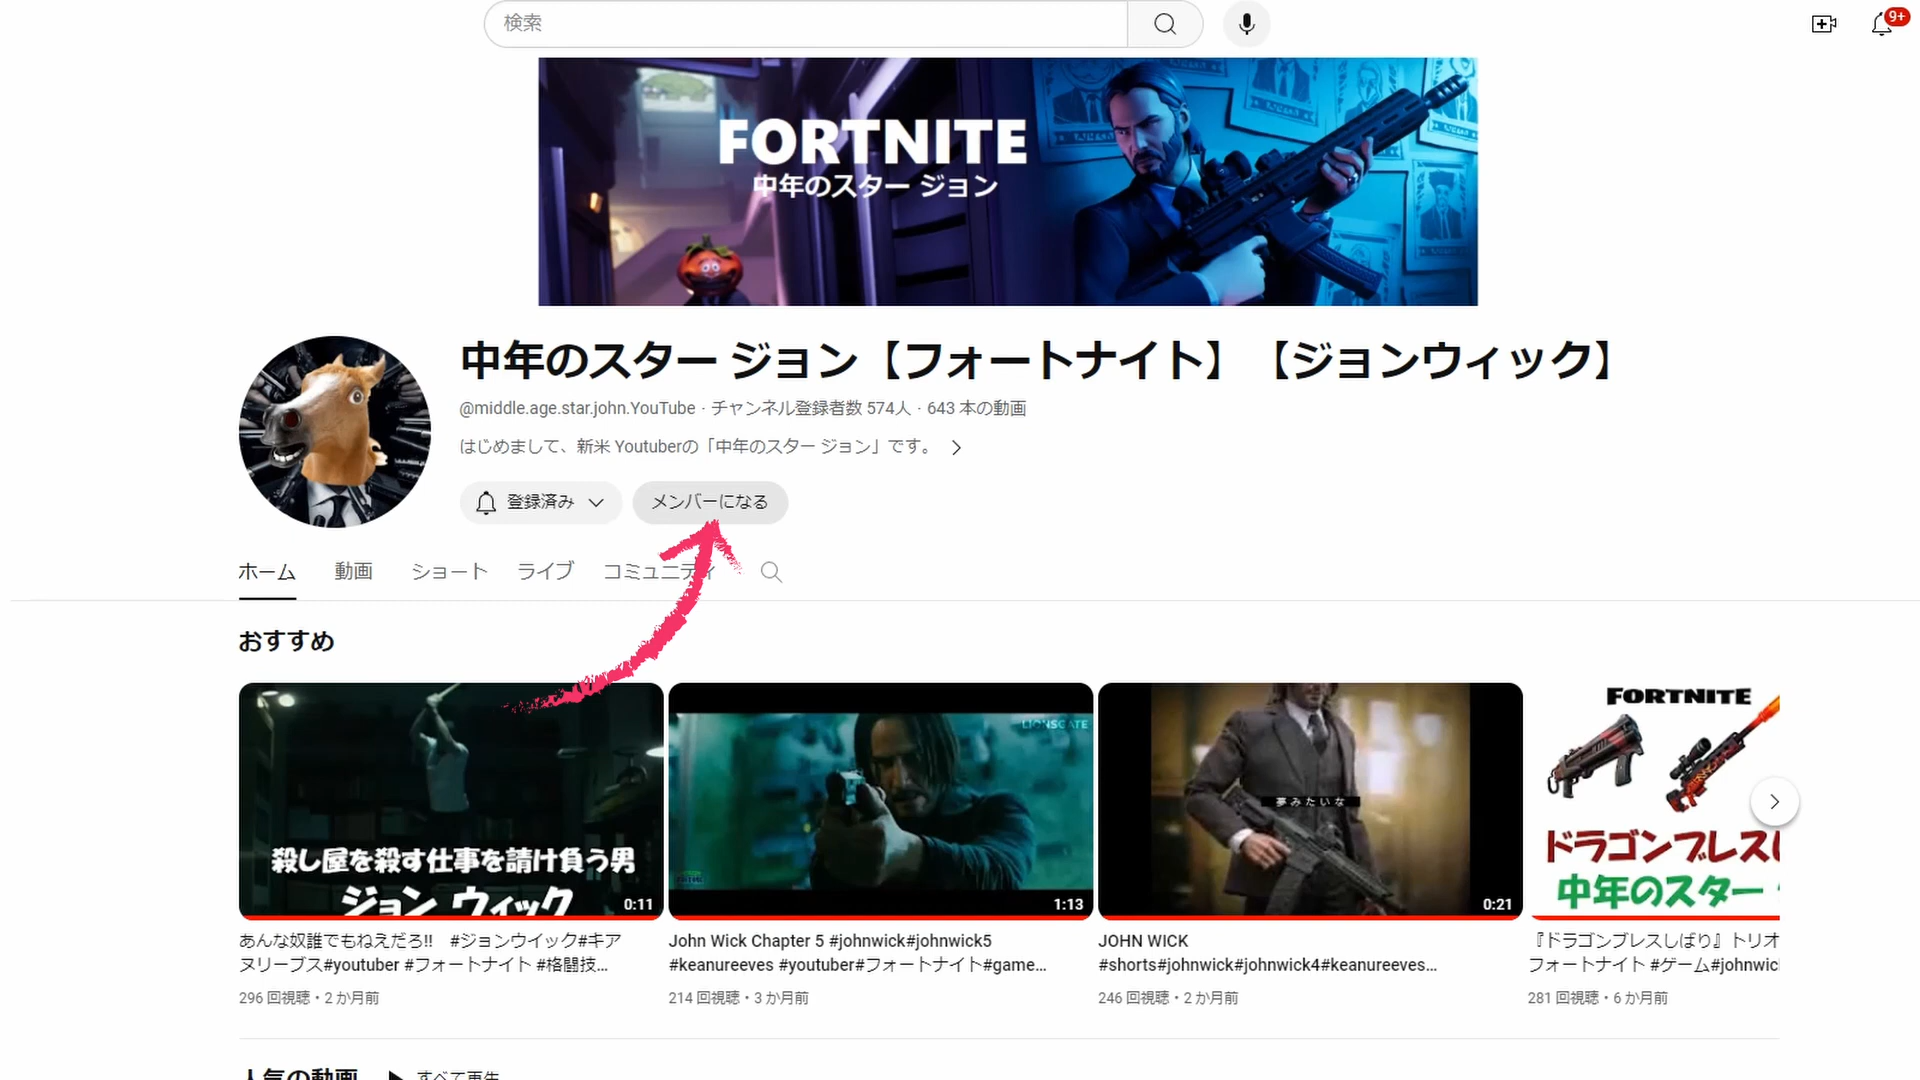 検索
9+
FORTNITE
中年のスター ジョン
中年のスター ジョン【フォートナイト】【ジョンウィック】
@middle.age.star.john.YouTube · チャンネル登録者数 574人 · 643 本の動画
はじめまして、新米 Youtuberの「中年のスター ジョン」です。
登録済み
メンバーになる
ホーム 動画 ショート ライブ コミュニティ
おすすめ
殺し屋を殺す仕事を請け負う男
ジョン ウィック
0:11
LIONSGATE
1:13
夢みたいな
0:21
FORTNITE
ドラゴンブレスし
中年のスター
あんな奴誰でもねえだろ!! #ジョンウイック#キア
ヌリーブス#youtuber #フォートナイト #格闘技...
296 回視聴・2 か月前
John Wick Chapter 5 #johnwick#johnwick5
#keanureeves #youtuber#フォートナイト#game...
214 回視聴・3 か月前
JOHN WICK
#shorts#johnwick#johnwick4#keanureeves...
246 回視聴・2 か月前
『ドラゴンブレスしばり』トリオ
フォートナイト #ゲーム#johnwic
281 回視聴・6 か月前
人気の動画
すべて再生